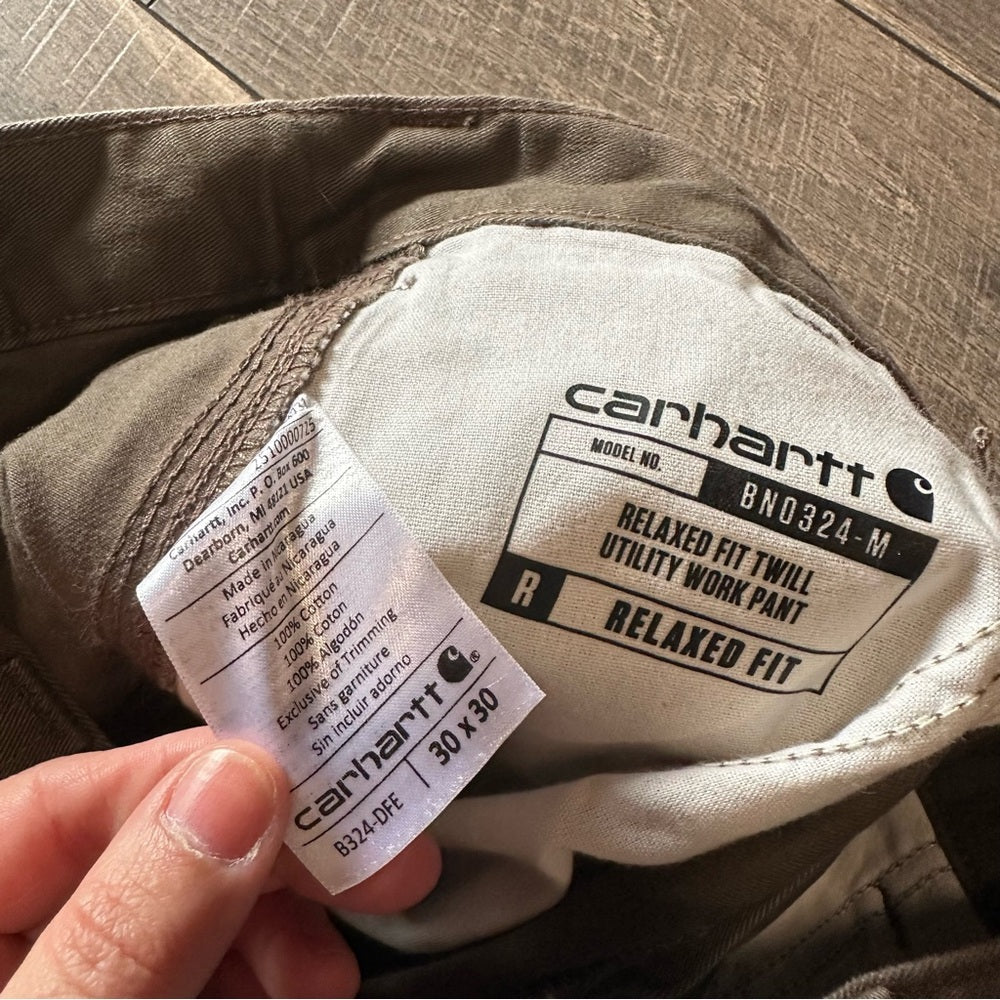 2310000725
Carhartt, Inc. P. O. Box 600
Dearborn, MI 48121 USA
Carhartt.com
Made in Nicaragua
Fabriqué au Nicaragua
Hecho en Nicaragua
100% Cotton
100% Coton
100% Algodón
Exclusive of Trimming
Sans garniture
Sin incluir adorno
carhartt ®
B324-DFE | 30 x 30
carhartt
MODEL NO. BN0324-M
RELAXED FIT TWILL
UTILITY WORK PANT
R RELAXED FIT